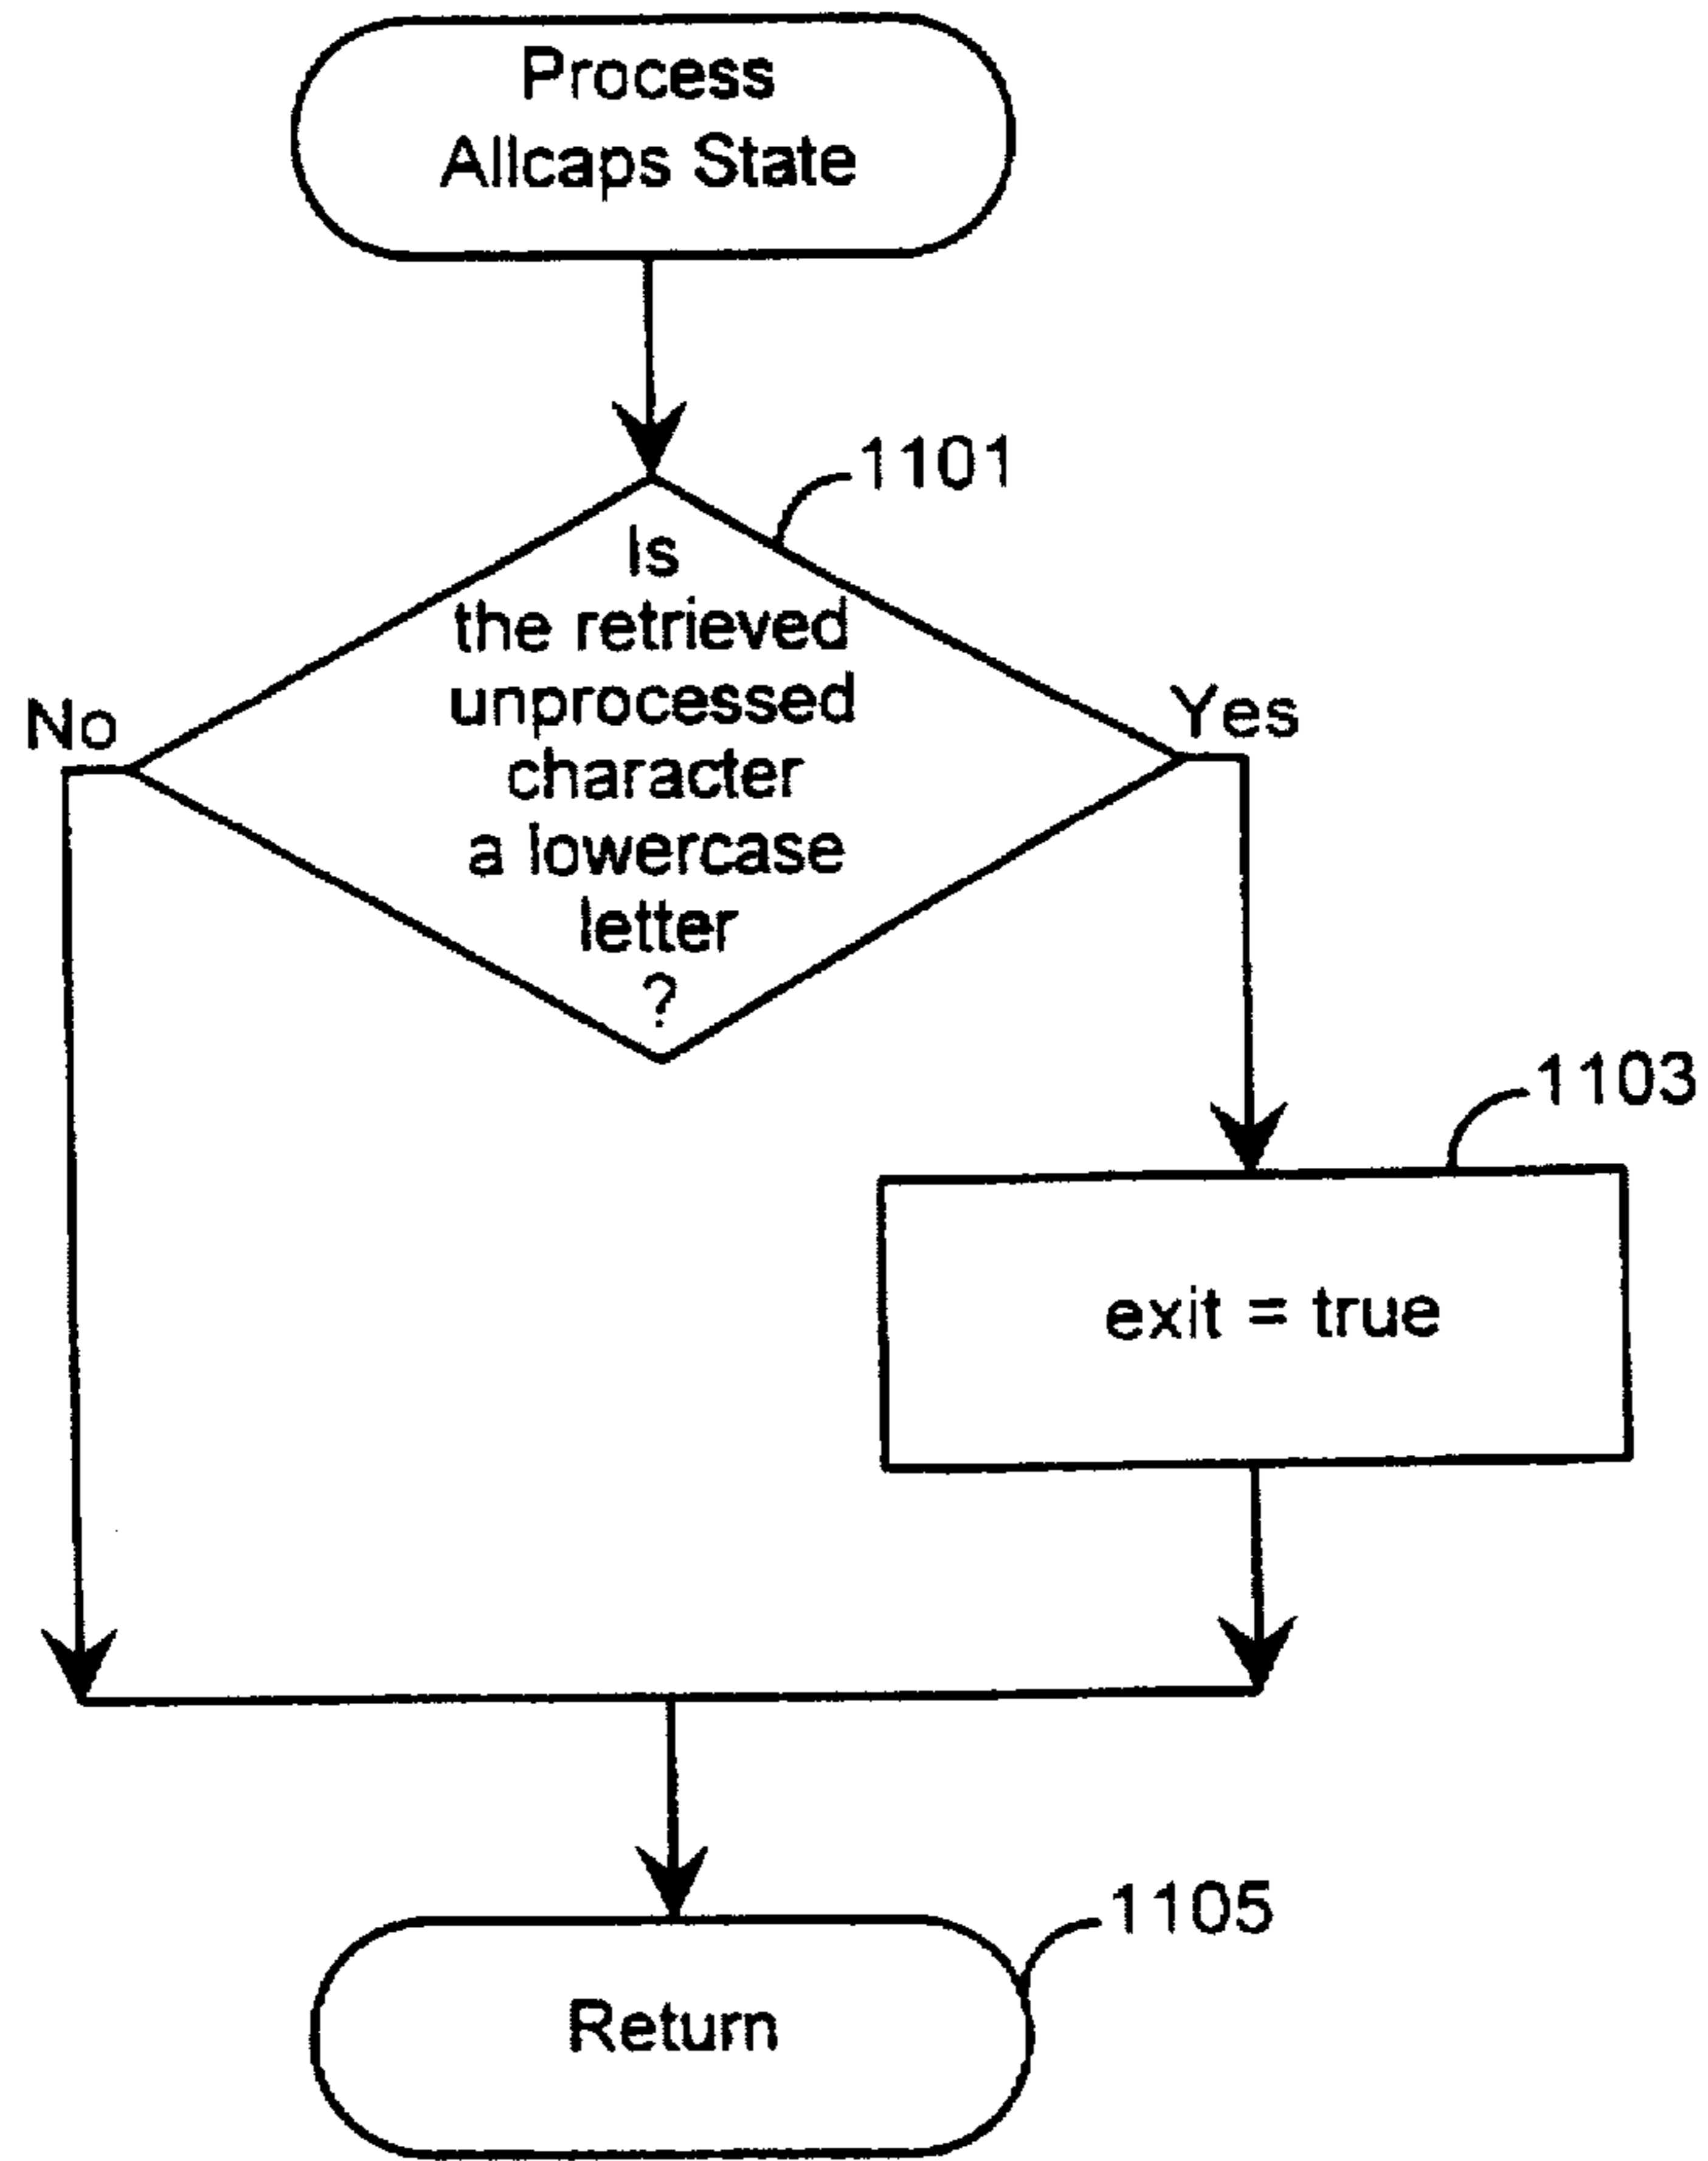 Process
Allcaps State
1101
Is
the retrieved
unprocessed
character
a lowercase
letter
?
No
Yes
1103
exit = true
1105
Return